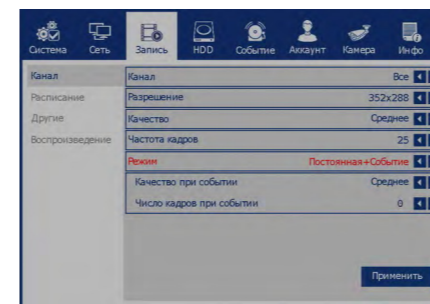 Система Сеть Запись HDD Событие Аккаунт Камера Инфо
Канал
Расписание
Другие
Воспроизведение
Канал Все
Разрешение 352x288
Качество Среднее
Частота кадров 25
Режим Постоянная+Событие
Качество при событии Среднее
Число кадров при событии 0
Применить